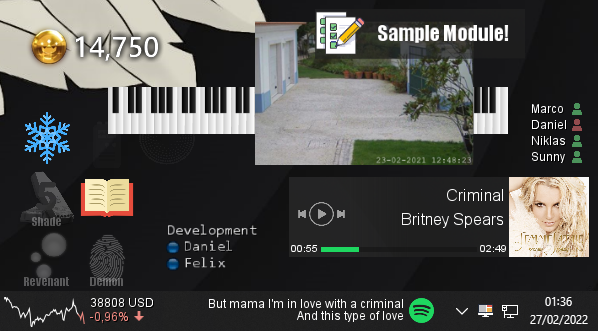 14,750
Sample Module!
23-02-2021 12:48:23
Marco
Daniel
Niklas
Sunny
5
Shade
Revenant
Demon
Development
Daniel
Felix
Criminal
Britney Spears
00:55
02:49
38808 USD
-0,96%
But mama I'm in love with a criminal
And this type of love
01:36
27/02/2022